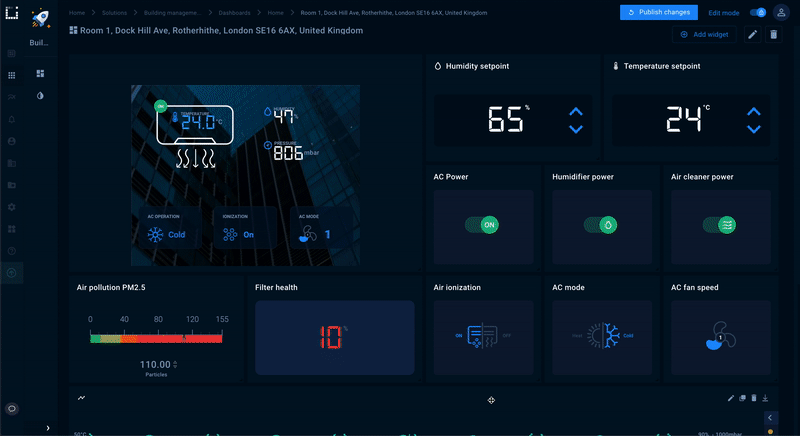 Home > Solutions > Building manageme... > Dashboards > Home > Room 1, Dock Hill Ave, Rotherhithe, London SE16 6AX, United Kingdom
Publish changes
Edit mode
Buil...
Room 1, Dock Hill Ave, Rotherhithe, London SE16 6AX, United Kingdom
Add widget
ON
TEMPERATURE
24.0°C
HUMIDITY
47%
PRESSURE
806 mbar
AC OPERATION
Cold
IONIZATION
On
AC MODE
1
Humidity setpoint
65%
Temperature setpoint
24°C
AC Power
ON
Humidifier power
Air cleaner power
Air pollution PM2.5
0 40 80 120 155
110.00
Particles
Filter health
10%
Air ionization
ON OFF
AC mode
Cold
AC fan speed
1
50°C
90% 1000mbar